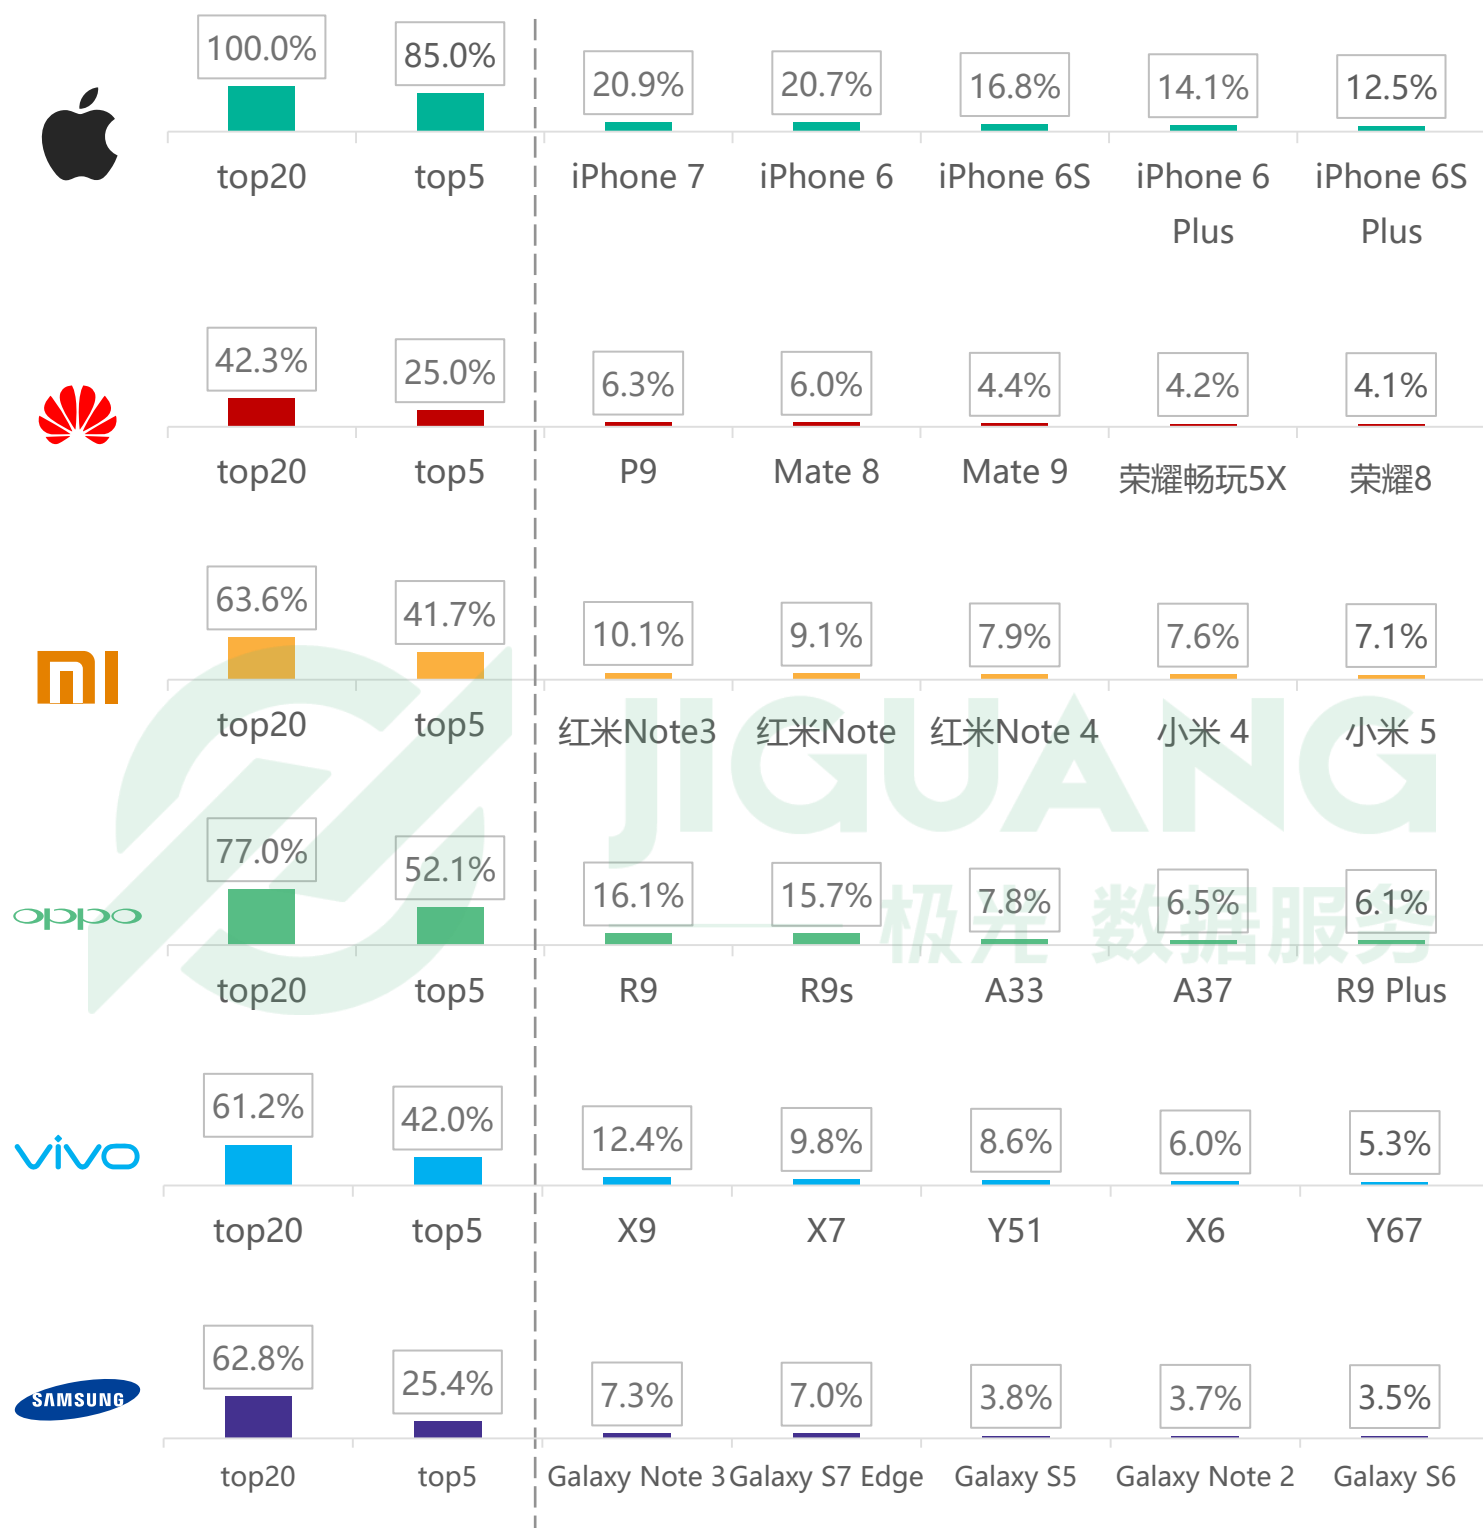 100.0% 85.0% 20.9% 20.7% 16.8% 14.1% 12.5%
top20 top5 iPhone 7 iPhone 6 iPhone 6S iPhone 6 iPhone 6S
Plus Plus
42.3% 25.0% 6.3% 6.0% 4.4% 4.2% 4.1%
top20 top5 P9 Mate 8 Mate 9 荣耀畅玩5X 荣耀8
63.6% 41.7% 10.1% 9.1% 7.9% 7.6% 7.1%
mi
top20 top5 红米Note3 红米Note 红米Note 4 小米 4 小米 5
JIGUANG
77.0% 52.1% 16.1% 15.7% 7.8% 6.5% 6.1%
oppo
极光 数据服务
top20 top5 R9 R9s A33 A37 R9 Plus
61.2% 42.0% 12.4% 9.8% 8.6% 6.0% 5.3%
vivo
top20 top5 X9 X7 Y51 X6 Y67
62.8% 25.4% 7.3% 7.0% 3.8% 3.7% 3.5%
SAMSUNG
top20 top5 Galaxy Note 3 Galaxy S7 Edge Galaxy S5 Galaxy Note 2 Galaxy S6